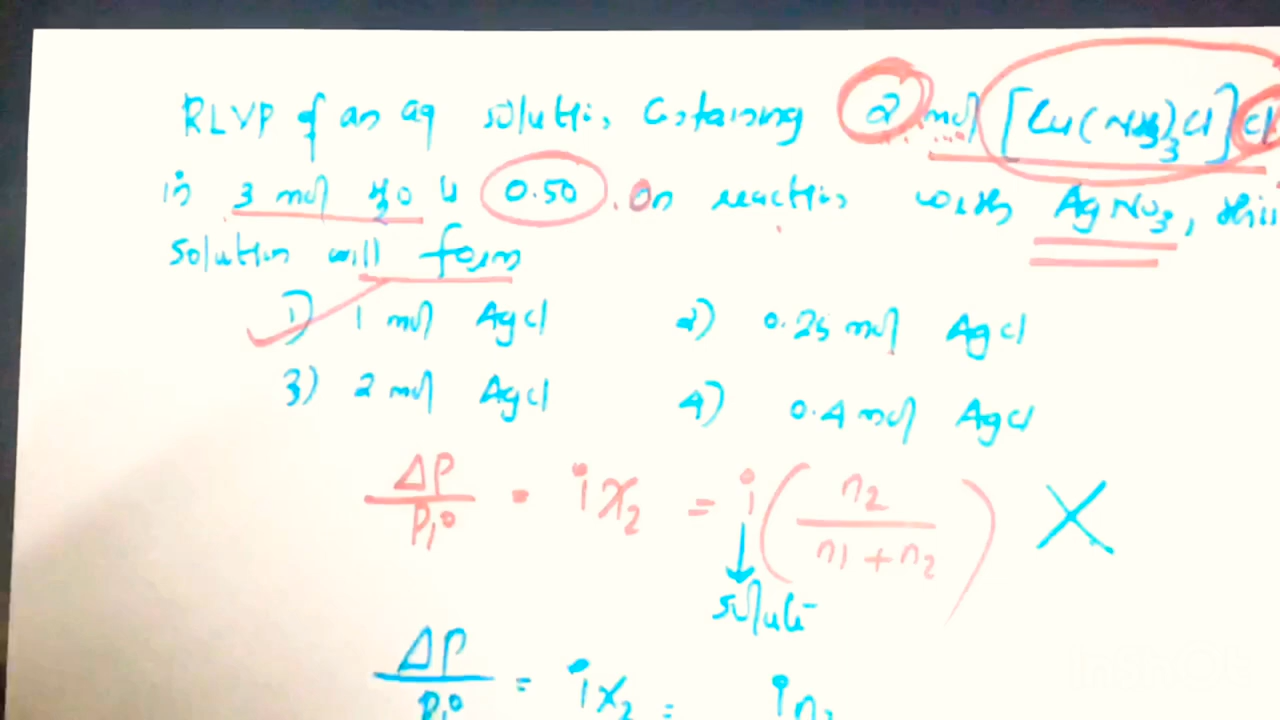 RLVP of an aq solution Containing 2 mol [Cu(NH3)3Cl]Cl
in 3 mol H2O is 0.50. On reaction with AgNO3, this
solution will form
1) 1 mol AgCl 2) 0.25 mol AgCl
3) 2 mol AgCl 4) 0.4 mol AgCl
ΔP/P1° = iX2 = i(n2/(n1+n2)) X
solute
ΔP/P1° = iX2 = in2